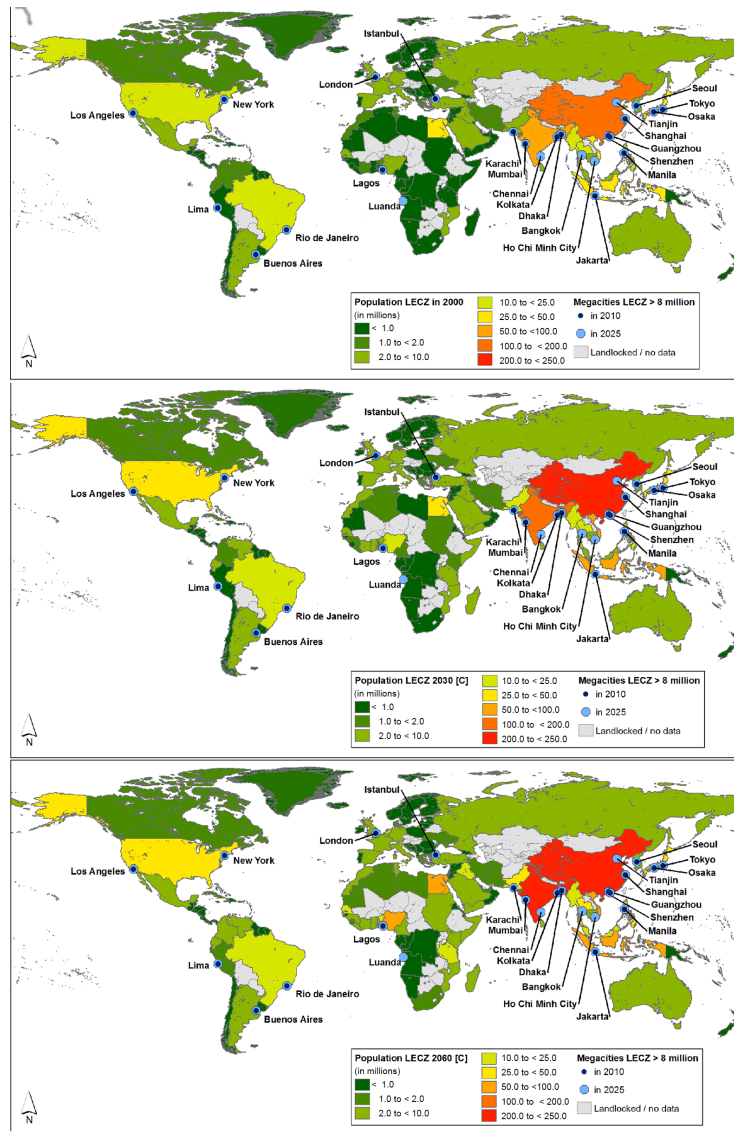 Istanbul
London
Seoul
New York
Los Angeles
Tokyo
Osaka
Tianjin
Shanghai
Guangzhou
Karachi
Mumbai
Shenzhen
Lagos
Chennai
Kolkata
Manila
Luanda
Lima
Dhaka
Bangkok
Rio de Janeiro
Ho Chi Minh City
Buenos Aires
Jakarta
Population LECZ in 2000
(in millions)
< 1.0
1.0 to < 2.0
2.0 to < 10.0
10.0 to < 25.0
25.0 to < 50.0
50.0 to <100.0
100.0 to < 200.0
200.0 to < 250.0
Megacities LECZ > 8 million
in 2010
in 2025
Landlocked / no data
N
Istanbul
London
Seoul
New York
Los Angeles
Tokyo
Osaka
Tianjin
Shanghai
Guangzhou
Karachi
Mumbai
Shenzhen
Lagos
Chennai
Kolkata
Manila
Luanda
Lima
Dhaka
Bangkok
Rio de Janeiro
Ho Chi Minh City
Buenos Aires
Jakarta
Population LECZ 2030 [C]
(in millions)
< 1.0
1.0 to < 2.0
2.0 to < 10.0
10.0 to < 25.0
25.0 to < 50.0
50.0 to <100.0
100.0 to < 200.0
200.0 to < 250.0
Megacities LECZ > 8 million
in 2010
in 2025
Landlocked / no data
N
Istanbul
London
Seoul
New York
Los Angeles
Tokyo
Osaka
Tianjin
Shanghai
Guangzhou
Karachi
Mumbai
Shenzhen
Lagos
Chennai
Kolkata
Manila
Luanda
Lima
Dhaka
Bangkok
Rio de Janeiro
Ho Chi Minh City
Buenos Aires
Jakarta
Population LECZ 2060 [C]
(in millions)
< 1.0
1.0 to < 2.0
2.0 to < 10.0
10.0 to < 25.0
25.0 to < 50.0
50.0 to <100.0
100.0 to < 200.0
200.0 to < 250.0
Megacities LECZ > 8 million
in 2010
in 2025
Landlocked / no data
N